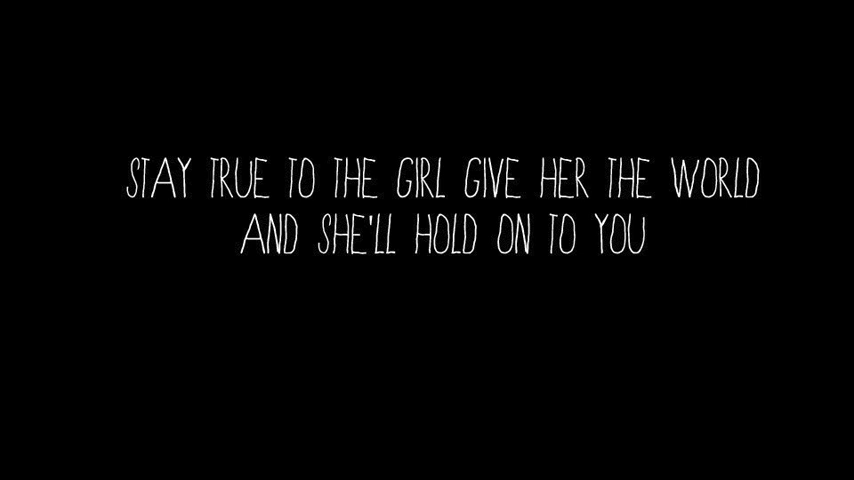 STAY TRUE TO THE GIRL GIVE HER THE WORLD
AND SHE'LL HOLD ON TO YOU